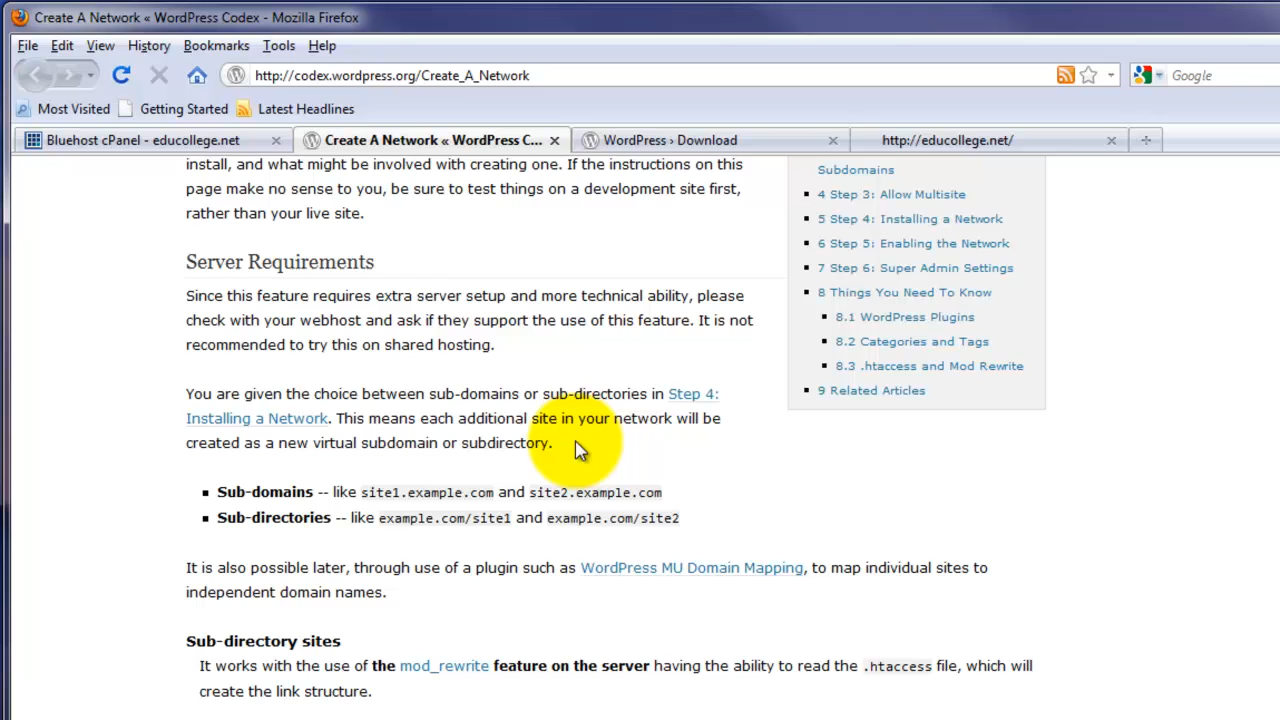 Create A Network « WordPress Codex - Mozilla Firefox
File Edit View History Bookmarks Tools Help
http://codex.wordpress.org/Create_A_Network
Google
Most Visited Getting Started Latest Headlines
Bluehost cPanel - educollege.net
Create A Network « WordPress C...
WordPress › Download
http://educollege.net/
install, and what might be involved with creating one. If the instructions on this
page make no sense to you, be sure to test things on a development site first,
rather than your live site.
Server Requirements
Since this feature requires extra server setup and more technical ability, please
check with your webhost and ask if they support the use of this feature. It is not
recommended to try this on shared hosting.
You are given the choice between sub-domains or sub-directories in Step 4:
Installing a Network. This means each additional site in your network will be
created as a new virtual subdomain or subdirectory.
Sub-domains -- like site1.example.com and site2.example.com
Sub-directories -- like example.com/site1 and example.com/site2
It is also possible later, through use of a plugin such as WordPress MU Domain Mapping, to map individual sites to
independent domain names.
Sub-directory sites
It works with the use of the mod_rewrite feature on the server having the ability to read the .htaccess file, which will
create the link structure.
Subdomains
4 Step 3: Allow Multisite
5 Step 4: Installing a Network
6 Step 5: Enabling the Network
7 Step 6: Super Admin Settings
8 Things You Need To Know
8.1 WordPress Plugins
8.2 Categories and Tags
8.3 .htaccess and Mod Rewrite
9 Related Articles